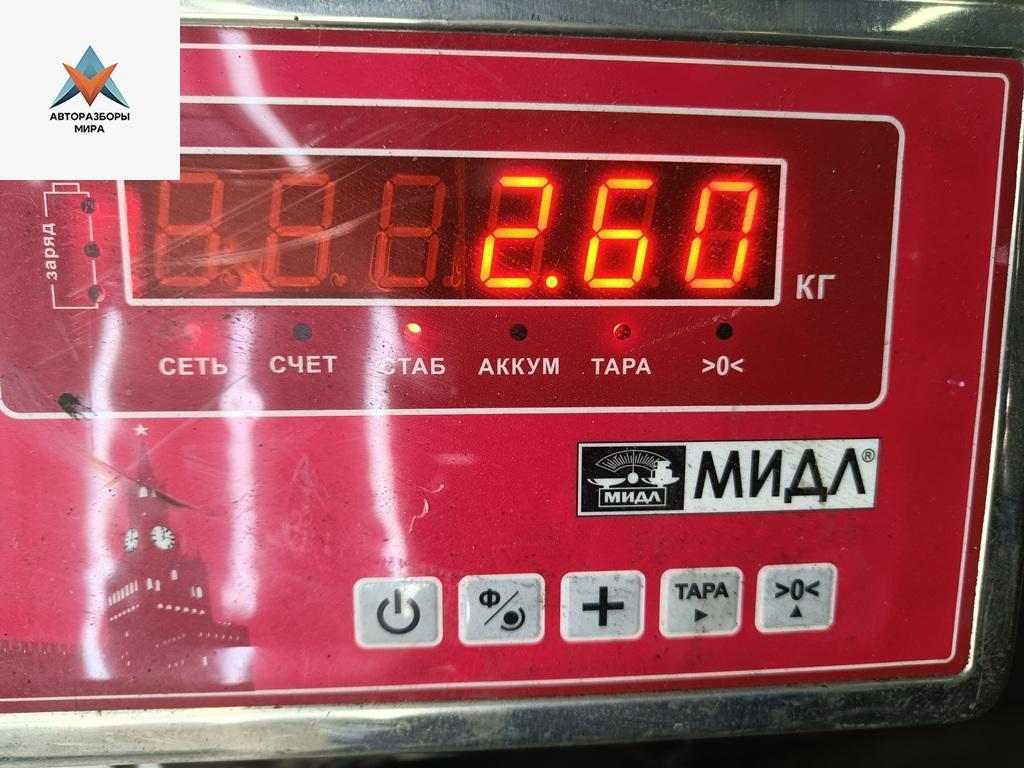 АВТОРАЗБОРЫ
МИРА
заряд
2.60
КГ
СЕТЬ СЧЕТ СТАБ АККУМ ТАРА >0<
МИДЛ МИДЛ®
Ф ТАРА >0<